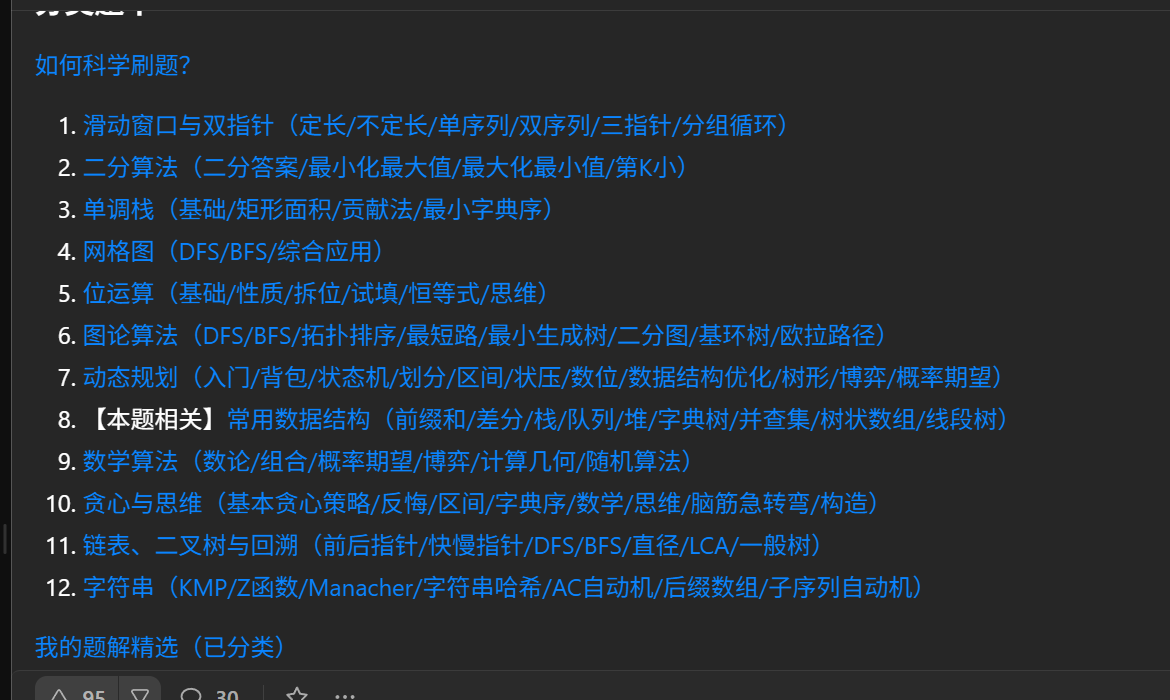 如何科学刷题？
1. 滑动窗口与双指针（定长/不定长/单序列/双序列/三指针/分组循环）
2. 二分算法（二分答案/最小化最大值/最大化最小值/第K小）
3. 单调栈（基础/矩形面积/贡献法/最小字典序）
4. 网格图（DFS/BFS/综合应用）
5. 位运算（基础/性质/拆位/试填/恒等式/思维）
6. 图论算法（DFS/BFS/拓扑排序/最短路/最小生成树/二分图/基环树/欧拉路径）
7. 动态规划（入门/背包/状态机/划分/区间/状压/数位/数据结构优化/树形/博弈/概率期望）
8. 【本题相关】常用数据结构（前缀和/差分/栈/队列/堆/字典树/并查集/树状数组/线段树）
9. 数学算法（数论/组合/概率期望/博弈/计算几何/随机算法）
10. 贪心与思维（基本贪心策略/反悔/区间/字典序/数学/思维/脑筋急转弯/构造）
11. 链表、二叉树与回溯（前后指针/快慢指针/DFS/BFS/直径/LCA/一般树）
12. 字符串（KMP/Z函数/Manacher/字符串哈希/AC自动机/后缀数组/子序列自动机）
我的题解精选（已分类）
95 30